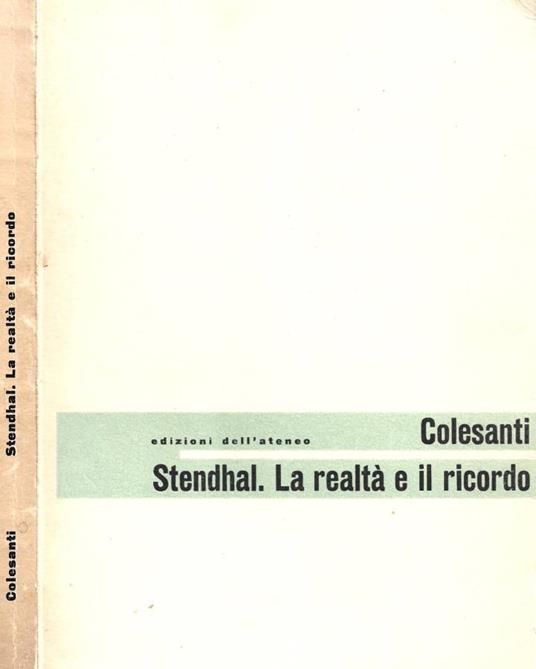 Colesanti Stendhal. La realtà e il ricordo
edizioni dell'ateneo
Colesanti
Stendhal. La realtà e il ricordo